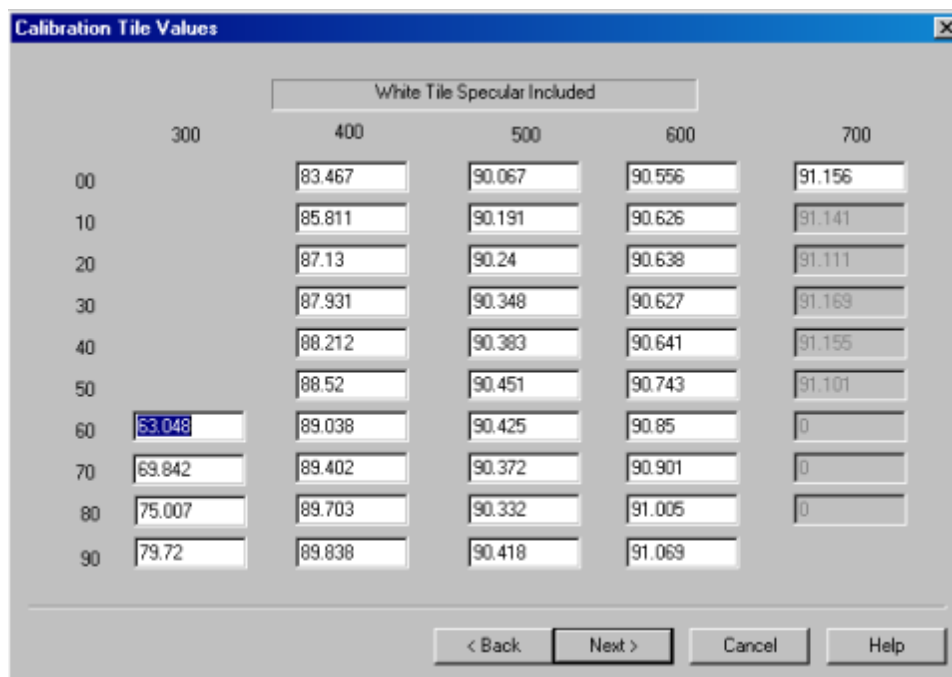 Calibration Tile Values
White Tile Specular Included
300 400 500 600 700
00 83.467 90.067 90.556 91.156
10 85.811 90.191 90.626 91.141
20 87.13 90.24 90.638 91.111
30 87.931 90.348 90.627 91.169
40 88.212 90.383 90.641 91.155
50 88.52 90.451 90.743 91.101
60 63.048 89.038 90.425 90.85 0
70 69.842 89.402 90.372 90.901 0
80 75.007 89.703 90.332 91.005 0
90 79.72 89.838 90.418 91.069
< Back Next > Cancel Help